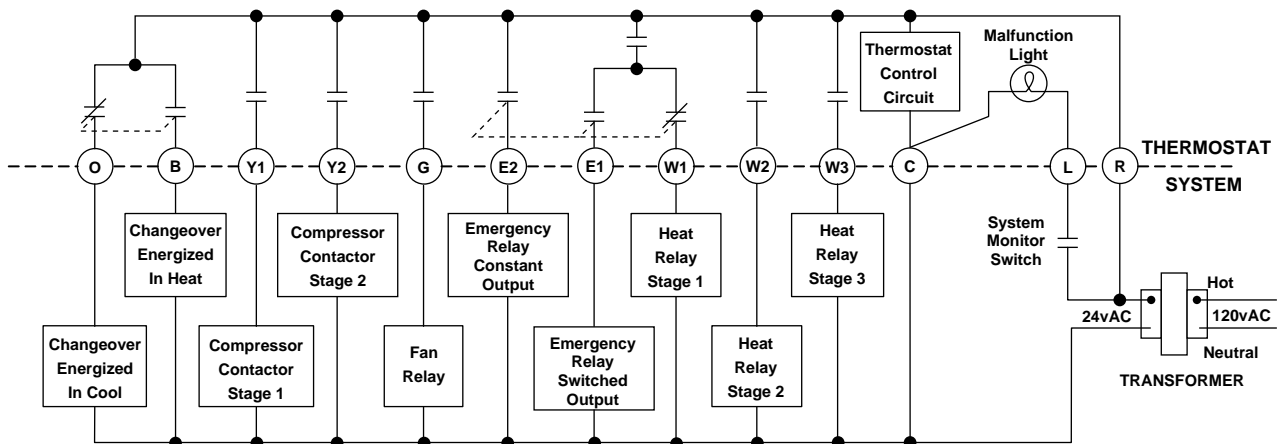 Thermostat
Control
Circuit
Malfunction
Light
O
B
Y1
Y2
G
E2
E1
W1
W2
W3
C
L
R
THERMOSTAT
SYSTEM
Changeover
Energized
In Heat
Compressor
Contactor
Stage 2
Emergency
Relay
Constant
Output
Heat
Relay
Stage 1
Heat
Relay
Stage 3
System
Monitor
Switch
Changeover
Energized
In Cool
Compressor
Contactor
Stage 1
Fan
Relay
Emergency
Relay
Switched
Output
Heat
Relay
Stage 2
Hot
24vAC
120vAC
Neutral
TRANSFORMER